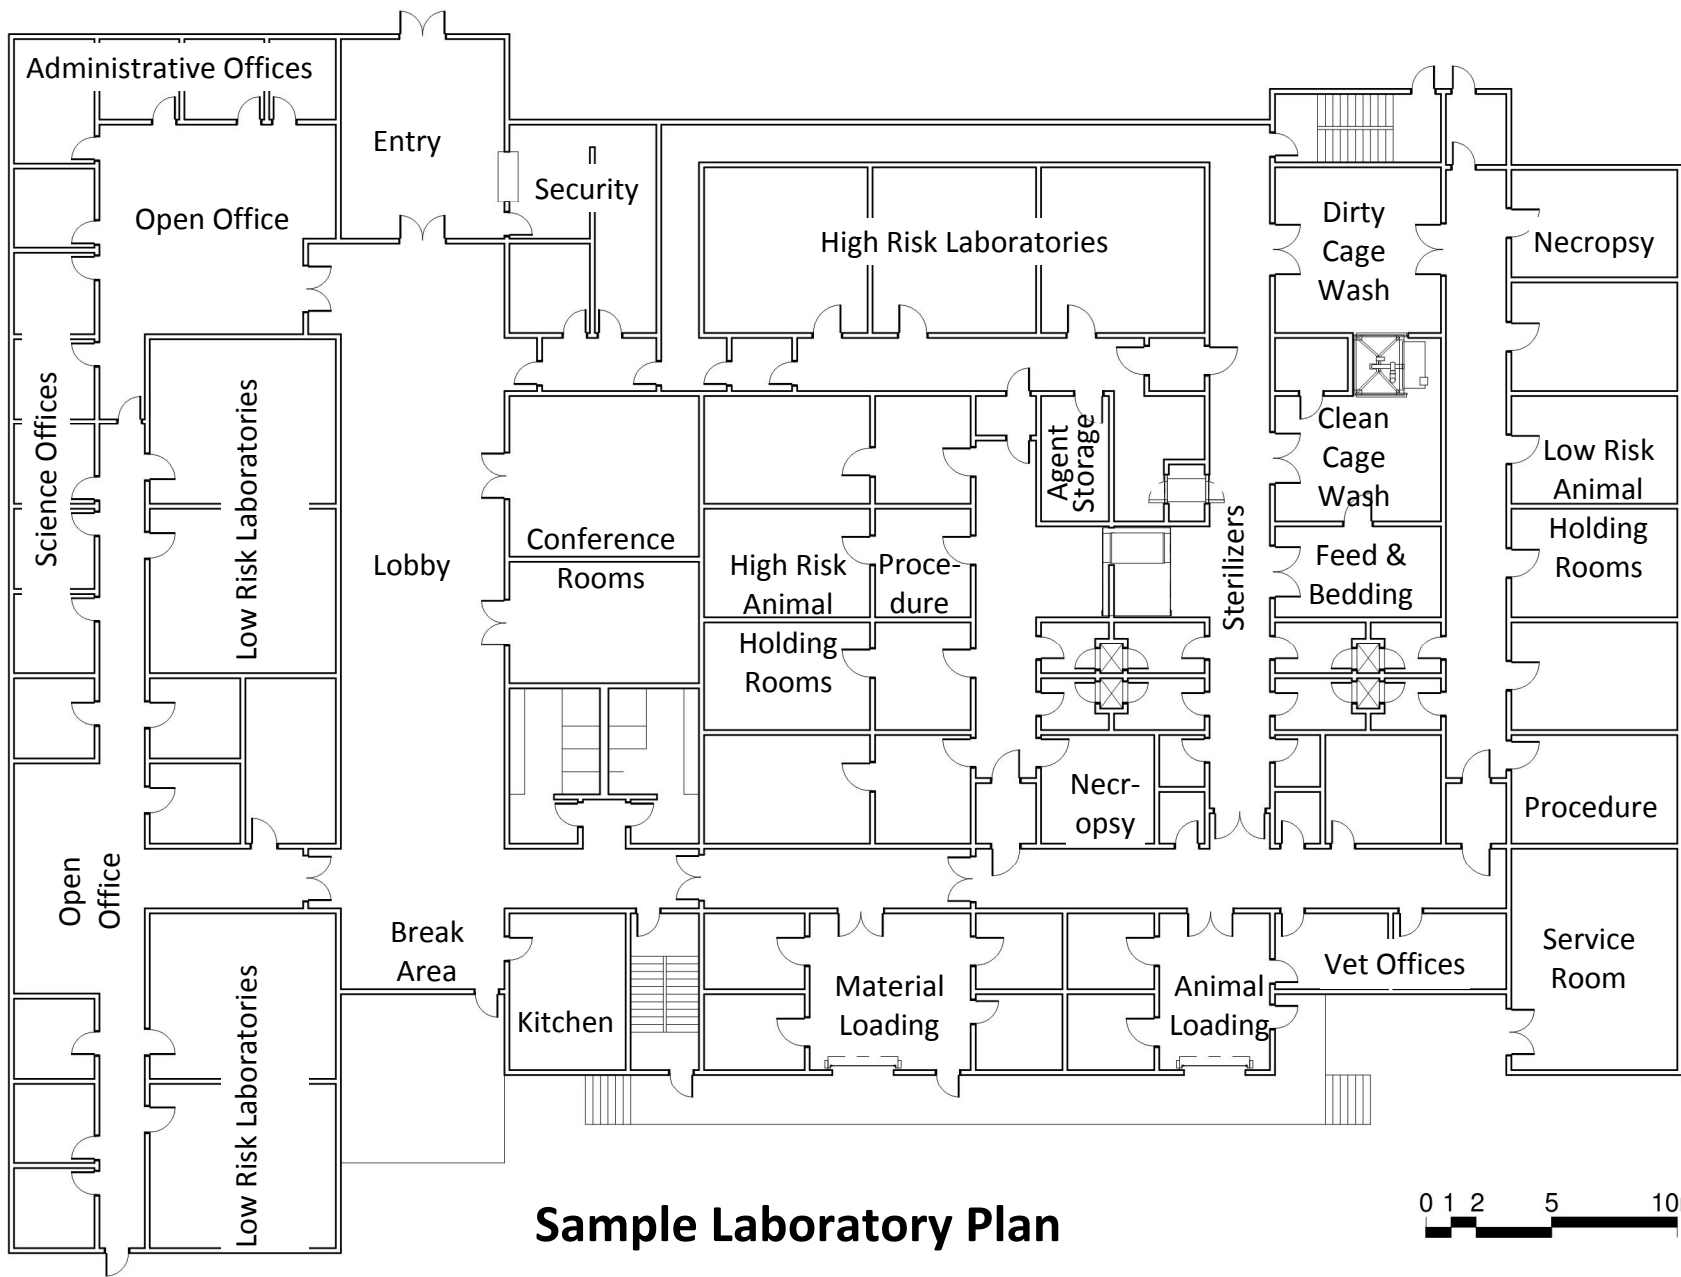 Administrative Offices
Entry
Security
Open Office
High Risk Laboratories
Dirty
Cage
Wash
Necropsy
Science Offices
Low Risk Laboratories
Lobby
Conference
Rooms
High Risk
Animal
Holding
Rooms
Proce-
dure
Agent
Storage
Sterilizers
Clean
Cage
Wash
Feed &
Bedding
Low Risk
Animal
Holding
Rooms
Necr-
opsy
Procedure
Open
Office
Break
Area
Kitchen
Material
Loading
Animal
Loading
Vet Offices
Service
Room
Low Risk Laboratories
Sample Laboratory Plan
0 1 2 5 10